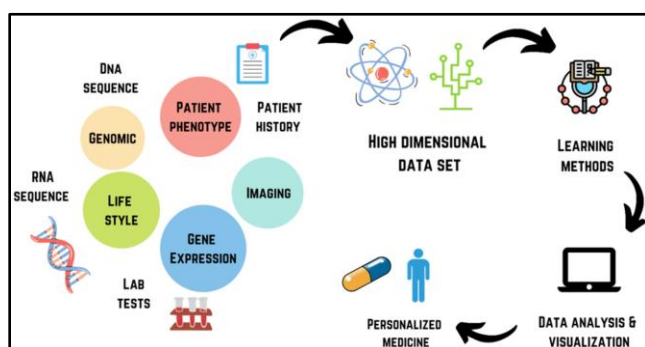 DNA
SEQUENCE
GENOMIC
PATIENT
PHENOTYPE
PATIENT
HISTORY
RNA
SEQUENCE
LIFE
STYLE
IMAGING
GENE
EXPRESSION
LAB
TESTS
HIGH DIMENSIONAL
DATA SET
LEARNING
METHODS
DATA ANALYSIS &
VISUALIZATION
PERSONALIZED
MEDICINE